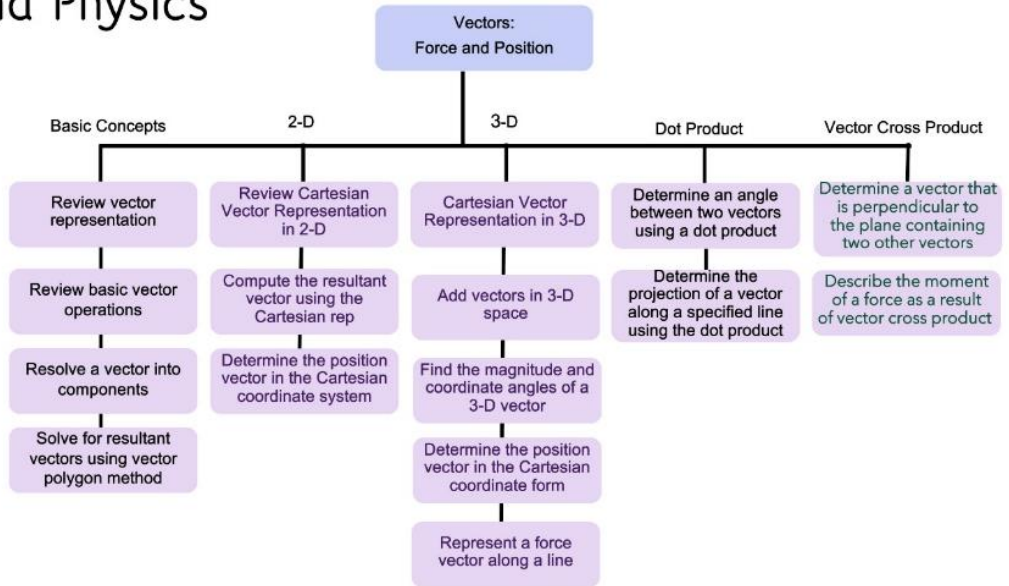 nd Physics
Vectors:
Force and Position
Basic Concepts
2-D
3-D
Dot Product
Vector Cross Product
Review vector
representation
Review basic vector
operations
Resolve a vector into
components
Solve for resultant
vectors using vector
polygon method
Review Cartesian
Vector Representation
in 2-D
Compute the resultant
vector using the
Cartesian rep
Determine the position
vector in the Cartesian
coordinate system
Cartesian Vector
Representation in 3-D
Add vectors in 3-D
space
Find the magnitude and
coordinate angles of a
3-D vector
Determine the position
vector in the Cartesian
coordinate form
Represent a force
vector along a line
Determine an angle
between two vectors
using a dot product
Determine the
projection of a vector
along a specified line
using the dot product
Determine a vector that
is perpendicular to
the plane containing
two other vectors
Describe the moment
of a force as a result
of vector cross product